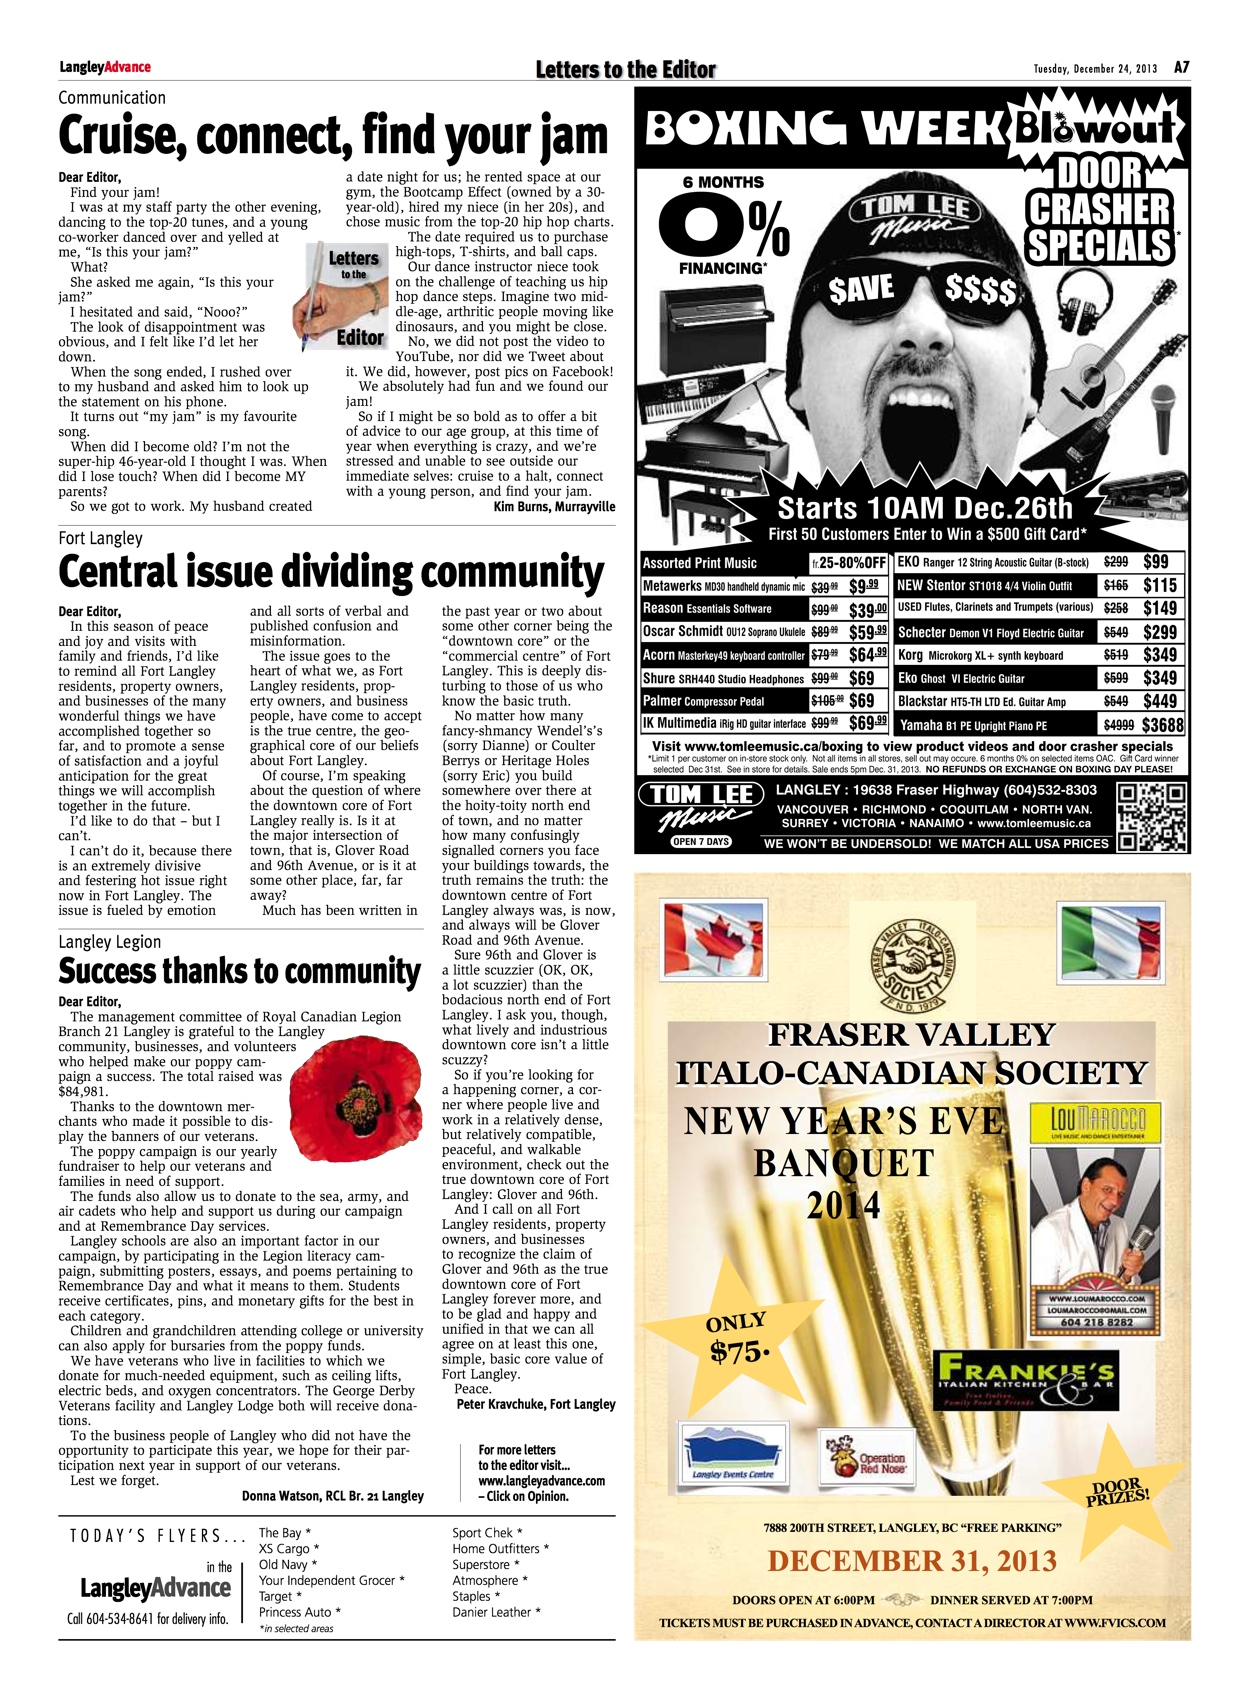 LangleyAdvance
Letters to the Editor
Tuesday, December 24, 2013 A7
Communication
Cruise, connect, find your jam
Dear Editor,
Find your jam!
I was at my staff party the other evening,
dancing to the top-20 tunes, and a young
co-worker danced over and yelled at
me, “Is this your jam?”
What?
She asked me again, “Is this your
jam?”
I hesitated and said, “Nooo?”
The look of disappointment was
obvious, and I felt like I’d let her
down.
When the song ended, I rushed over
to my husband and asked him to look up
the statement on his phone.
It turns out “my jam” is my favourite
song.
When did I become old? I’m not the
super-hip 46-year-old I thought I was. When
did I lose touch? When did I become MY
parents?
So we got to work. My husband created
Letters
to the
Editor
a date night for us; he rented space at our
gym, the Bootcamp Effect (owned by a 30-
year-old), hired my niece (in her 20s), and
chose music from the top-20 hip hop charts.
The date required us to purchase
high-tops, T-shirts, and ball caps.
Our dance instructor niece took
on the challenge of teaching us hip
hop dance steps. Imagine two mid-
dle-age, arthritic people moving like
dinosaurs, and you might be close.
No, we did not post the video to
YouTube, nor did we Tweet about
it. We did, however, post pics on Facebook!
We absolutely had fun and we found our
jam!
So if I might be so bold as to offer a bit
of advice to our age group, at this time of
year when everything is crazy, and we’re
stressed and unable to see outside our
immediate selves: cruise to a halt, connect
with a young person, and find your jam.
Kim Burns, Murrayville
Fort Langley
Central issue dividing community
Dear Editor,
In this season of peace
and joy and visits with
family and friends, I’d like
to remind all Fort Langley
residents, property owners,
and businesses of the many
wonderful things we have
accomplished together so
far, and to promote a sense
of satisfaction and a joyful
anticipation for the great
things we will accomplish
together in the future.
I’d like to do that – but I
can’t.
I can’t do it, because there
is an extremely divisive
and festering hot issue right
now in Fort Langley. The
issue is fueled by emotion
and all sorts of verbal and
published confusion and
misinformation.
The issue goes to the
heart of what we, as Fort
Langley residents, prop-
erty owners, and business
people, have come to accept
is the true centre, the geo-
graphical core of our beliefs
about Fort Langley.
Of course, I’m speaking
about the question of where
the downtown core of Fort
Langley really is. Is it at
the major intersection of
town, that is, Glover Road
and 96th Avenue, or is it at
some other place, far, far
away?
Much has been written in
the past year or two about
some other corner being the
“downtown core” or the
“commercial centre” of Fort
Langley. This is deeply dis-
turbing to those of us who
know the basic truth.
No matter how many
fancy-shmancy Wendel’s’s
(sorry Dianne) or Coulter
Berrys or Heritage Holes
(sorry Eric) you build
somewhere over there at
the hoity-toity north end
of town, and no matter
how many confusingly
signalled corners you face
your buildings towards, the
truth remains the truth: the
downtown centre of Fort
Langley always was, is now,
and always will be Glover
Road and 96th Avenue.
Sure 96th and Glover is
a little scuzzier (OK, OK,
a lot scuzzier) than the
bodacious north end of Fort
Langley. I ask you, though,
what lively and industrious
downtown core isn’t a little
scuzzy?
So if you’re looking for
a happening corner, a cor-
ner where people live and
work in a relatively dense,
but relatively compatible,
peaceful, and walkable
environment, check out the
true downtown core of Fort
Langley: Glover and 96th.
And I call on all Fort
Langley residents, property
owners, and businesses
to recognize the claim of
Glover and 96th as the true
downtown core of Fort
Langley forever more, and
to be glad and happy and
unified in that we can all
agree on at least this one,
simple, basic core value of
Fort Langley.
Peace.
Peter Kravchuke, Fort Langley
Langley Legion
Success thanks to community
Dear Editor,
The management committee of Royal Canadian Legion
Branch 21 Langley is grateful to the Langley
community, businesses, and volunteers
who helped make our poppy cam-
paign a success. The total raised was
$84,981.
Thanks to the downtown mer-
chants who made it possible to dis-
play the banners of our veterans.
The poppy campaign is our yearly
fundraiser to help our veterans and
families in need of support.
The funds also allow us to donate to the sea, army, and
air cadets who help and support us during our campaign
and at Remembrance Day services.
Langley schools are also an important factor in our
campaign, by participating in the Legion literacy cam-
paign, submitting posters, essays, and poems pertaining to
Remembrance Day and what it means to them. Students
receive certificates, pins, and monetary gifts for the best in
each category.
Children and grandchildren attending college or university
can also apply for bursaries from the poppy funds.
We have veterans who live in facilities to which we
donate for much-needed equipment, such as ceiling lifts,
electric beds, and oxygen concentrators. The George Derby
Veterans facility and Langley Lodge both will receive dona-
tions.
To the business people of Langley who did not have the
opportunity to participate this year, we hope for their par-
ticipation next year in support of our veterans.
Lest we forget.
Donna Watson, RCL Br. 21 Langley
For more letters
to the editor visit...
www.langleyadvance.com
– Click on Opinion.
TODAY’S FLYERS...
in the
LangleyAdvance
Call 604-534-8641 for delivery info.
The Bay *
XS Cargo *
Old Navy *
Your Independent Grocer *
Target *
Princess Auto *
*in selected areas
Sport Chek *
Home Outfitters *
Superstore *
Atmosphere *
Staples *
Danier Leather *
BOXING WEEK Blowout
DOOR
CRASHER
SPECIALS*
6 MONTHS
0%
FINANCING*
TOM LEE
Music
$AVE $$$$
Starts 10AM Dec.26th
First 50 Customers Enter to Win a $500 Gift Card*
Assorted Print Music fr.25-80%OFF
Metawerks MD30 handheld dynamic mic $39.99 $9.99
Reason Essentials Software $99.99 $39.00
Oscar Schmidt OU12 Soprano Ukulele $89.99 $59.99
Acorn Masterkey49 keyboard controller $79.99 $64.99
Shure SRH440 Studio Headphones $99.00 $69
Palmer Compressor Pedal $105.00 $69
IK Multimedia iRig HD guitar interface $99.99 $69.99
EKO Ranger 12 String Acoustic Guitar (B-stock) $299 $99
NEW Stentor ST1018 4/4 Violin Outfit $165 $115
USED Flutes, Clarinets and Trumpets (various) $258 $149
Schecter Demon V1 Floyd Electric Guitar $549 $299
Korg Microkorg XL+ synth keyboard $519 $349
Eko Ghost VI Electric Guitar $599 $349
Blackstar HT5-TH LTD Ed. Guitar Amp $549 $449
Yamaha B1 PE Upright Piano PE $4999 $3688
Visit www.tomleemusic.ca/boxing to view product videos and door crasher specials
*Limit 1 per customer on in-store stock only. Not all items in all stores, sell out may occur. 6 months 0% on selected items OAC. Gift Card winner
selected Dec 31st. See in store for details. Sale ends 5pm Dec. 31, 2013. NO REFUNDS OR EXCHANGE ON BOXING DAY PLEASE!
TOM LEE
Music
OPEN 7 DAYS
LANGLEY : 19638 Fraser Highway (604)532-8303
VANCOUVER • RICHMOND • COQUITLAM • NORTH VAN.
SURREY • VICTORIA • NANAIMO • www.tomleemusic.ca
WE WON’T BE UNDERSOLD! WE MATCH ALL USA PRICES
FRASER VALLEY ITALO-CANADIAN
SOCIETY
FND. 1979
FRASER VALLEY
ITALO-CANADIAN SOCIETY
NEW YEAR’S EVE
BANQUET
2014
LOUMAROCCO
LIVE MUSIC AND DANCE ENTERTAINER
WWW.LOUMAROCCO.COM
LOUMAROCCO@GMAIL.COM
604 218 8282
ONLY
$75.
FRANKIE’S
ITALIAN KITCHEN & BAR
True Italian,
Family Food & Friends
Langley Events Centre
Operation
Red Nose
DOOR
PRIZES!
7888 200TH STREET, LANGLEY, BC “FREE PARKING”
DECEMBER 31, 2013
DOORS OPEN AT 6:00PM DINNER SERVED AT 7:00PM
TICKETS MUST BE PURCHASED IN ADVANCE, CONTACT A DIRECTOR AT WWW.FVICS.COM